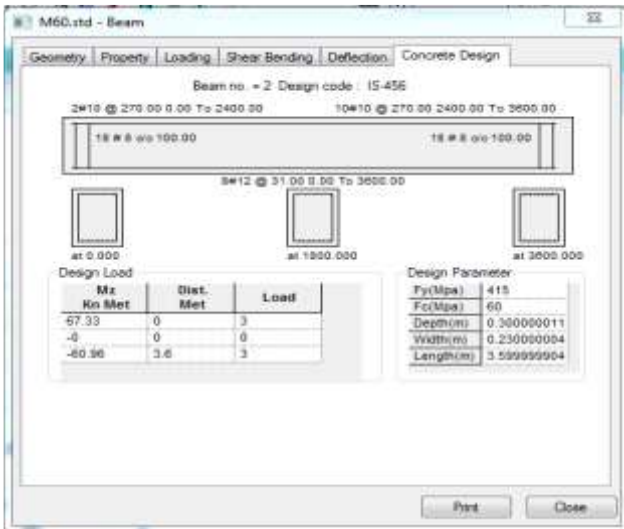 M60.std - Beam
Geometry Property Loading Shear Bending Deflection Concrete Design
Beam no. = 2 Design code : IS-456
2#10 @ 270.00 0.00 To 2400.00 10#10 @ 270.00 2400.00 To 3600.00
18 # 8 c/c 100.00 18 # 8 c/c 100.00
8#12 @ 31.00 0.00 To 3600.00
at 0.000 at 1800.000 at 3600.000
Design Load Design Parameter
Mz Dist. Load
Kn Met Met
67.33 0 3
-0 0 0
-60.96 3.6 3
Fy(Mpa) 415
Fc(Mpa) 60
Depth(m) 0.300000011
Width(m) 0.230000004
Length(m) 3.599999904
Print Close